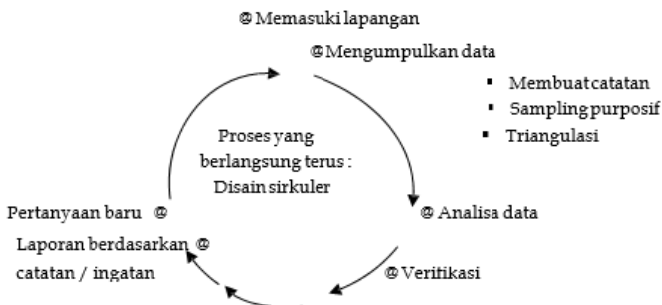 @ Memasuki lapangan
@Mengumpulkan data
▪ Membuat catatan
▪ Sampling purposif
▪ Triangulasi
Proses yang
berlangsung terus :
Disain sirkuler
Pertanyaan baru @
@ Analisa data
Laporan berdasarkan @
catatan / ingatan
@ Verifikasi